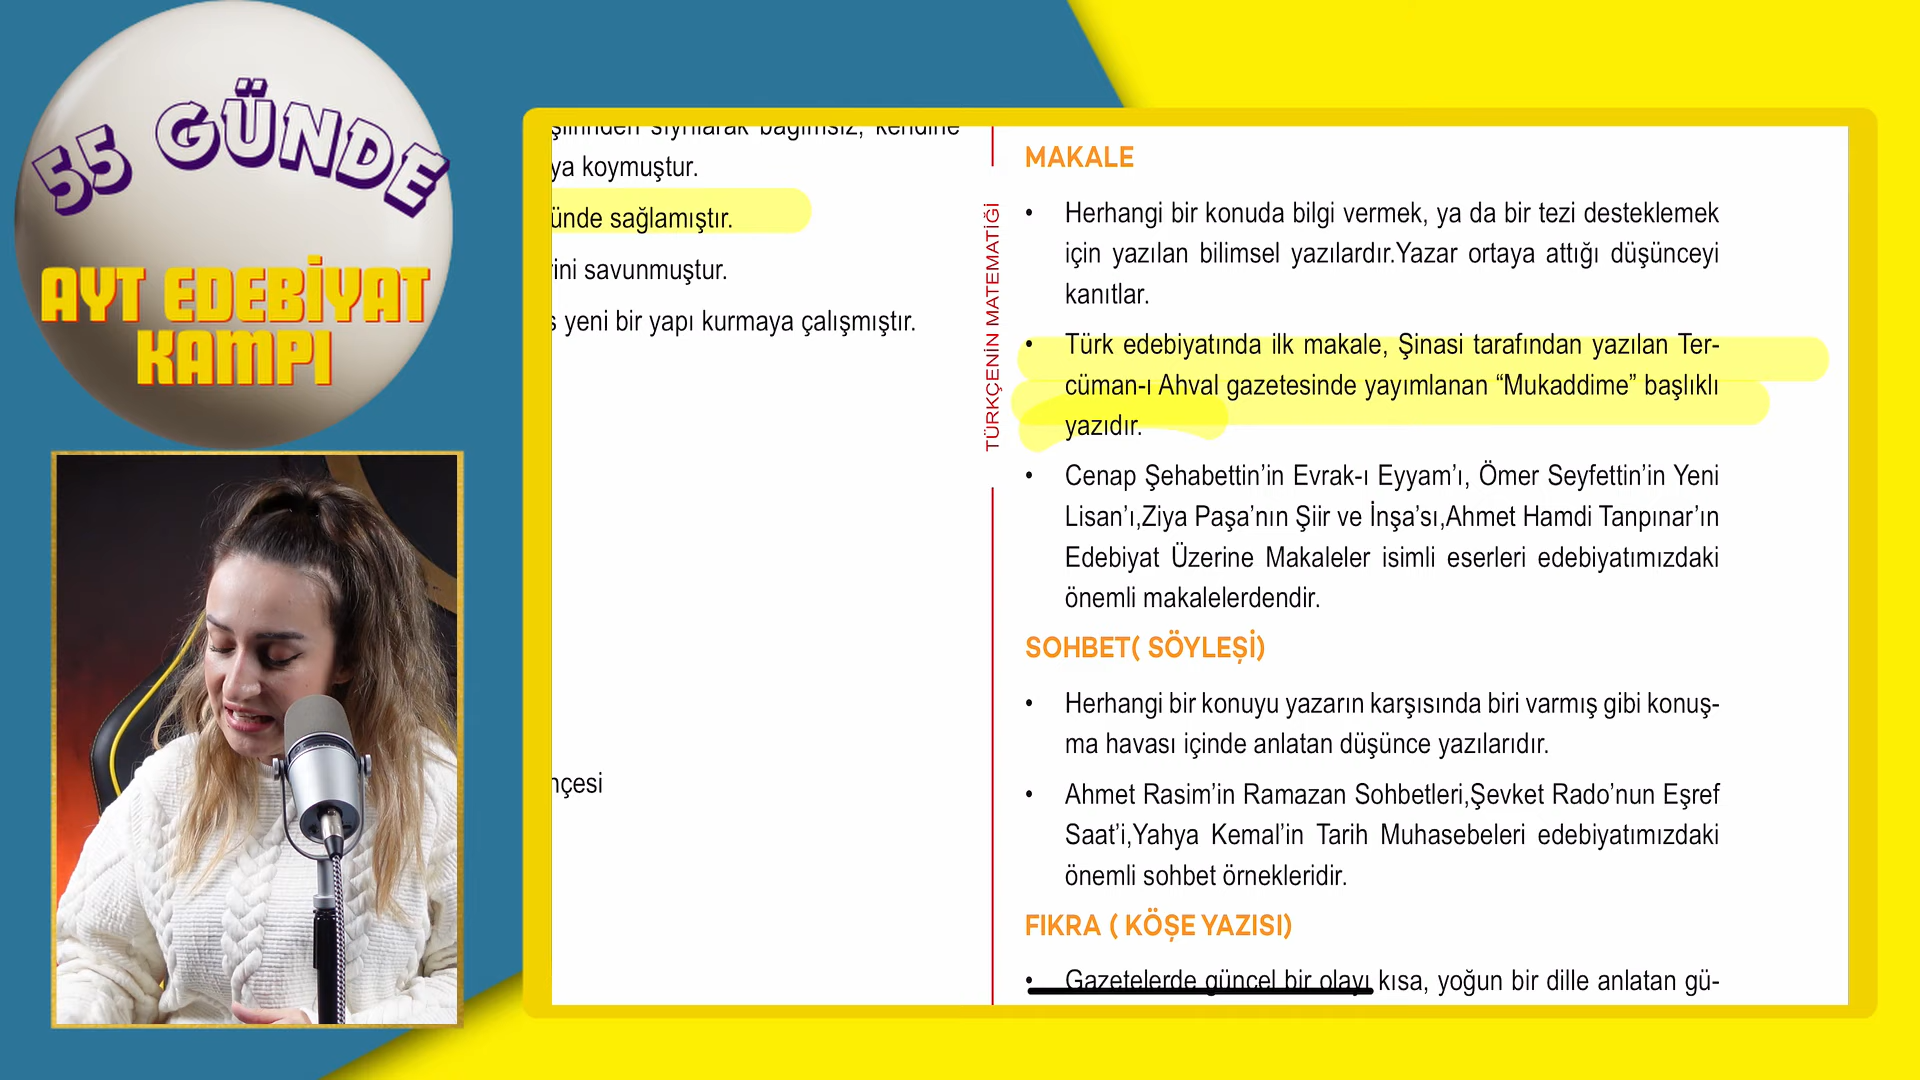 55 GÜNDE
AYT EDEBİYAT
KAMPI
şiirinden sıyrılarak bağımsız, kendine
ya koymuştur.
ünde sağlamıştır.
rini savunmuştur.
s yeni bir yapı kurmaya çalışmıştır.
hçesi
TÜRKÇENİN MATEMATİĞİ
MAKALE
• Herhangi bir konuda bilgi vermek, ya da bir tezi desteklemek
için yazılan bilimsel yazılardır.Yazar ortaya attığı düşünceyi
kanıtlar.
• Türk edebiyatında ilk makale, Şinasi tarafından yazılan Ter-
cüman-ı Ahval gazetesinde yayımlanan “Mukaddime” başlıklı
yazıdır.
• Cenap Şehabettin’in Evrak-ı Eyyam’ı, Ömer Seyfettin’in Yeni
Lisan’ı,Ziya Paşa’nın Şiir ve İnşa’sı,Ahmet Hamdi Tanpınar’ın
Edebiyat Üzerine Makaleler isimli eserleri edebiyatımızdaki
önemli makalelerdendir.
SOHBET( SÖYLEŞİ)
• Herhangi bir konuyu yazarın karşısında biri varmış gibi konuş-
ma havası içinde anlatan düşünce yazılarıdır.
• Ahmet Rasim’in Ramazan Sohbetleri,Şevket Rado’nun Eşref
Saat’i,Yahya Kemal’in Tarih Muhasebeleri edebiyatımızdaki
önemli sohbet örnekleridir.
FIKRA ( KÖŞE YAZISI)
• Gazetelerde güncel bir olayı kısa, yoğun bir dille anlatan gü-